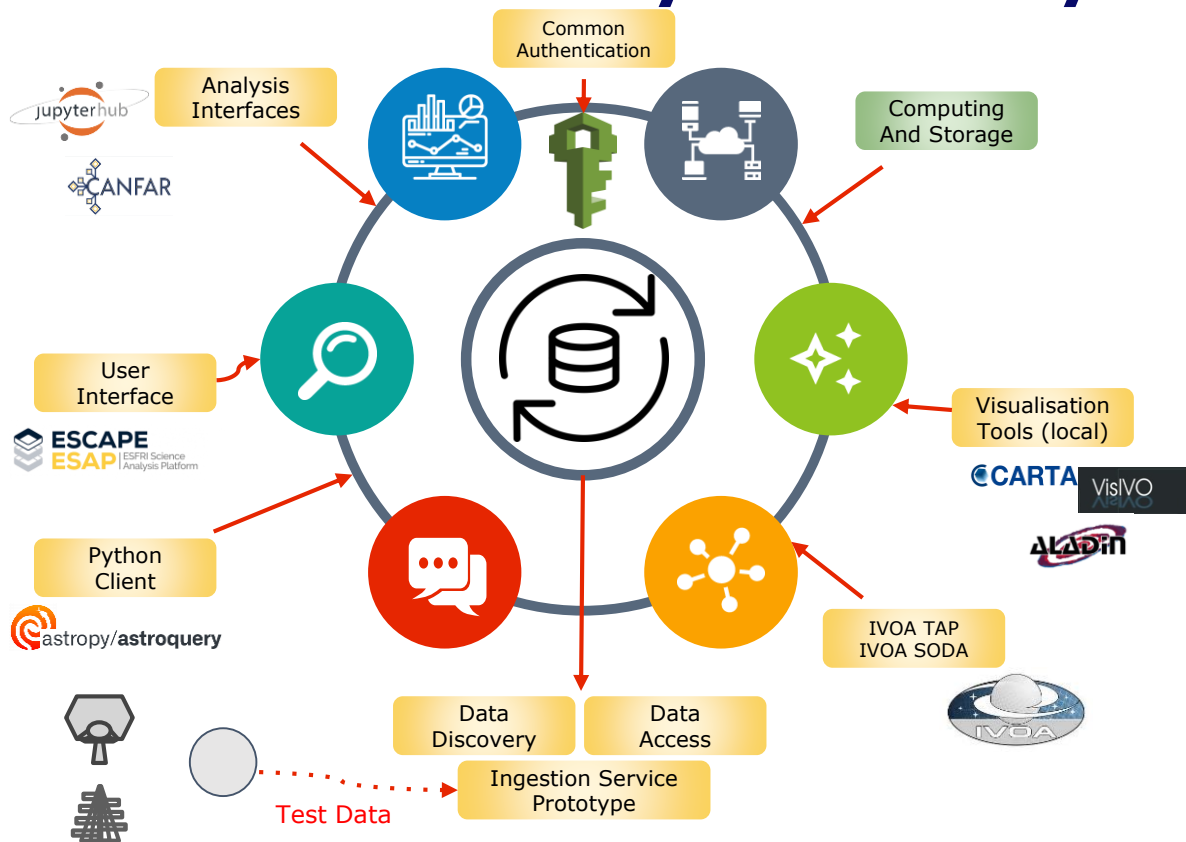 Common
Authentication
Analysis
Interfaces
jupyterhub
CANFAR
Computing
And Storage
User
Interface
ESCAPE
ESAP
ESFRI Science
Analysis Platform
Visualisation
Tools (local)
CARTA
VisIVO
ALADiN
Python
Client
astropy/astroquery
IVOA TAP
IVOA SODA
IVOA
Data
Discovery
Data
Access
Ingestion Service
Prototype
Test Data